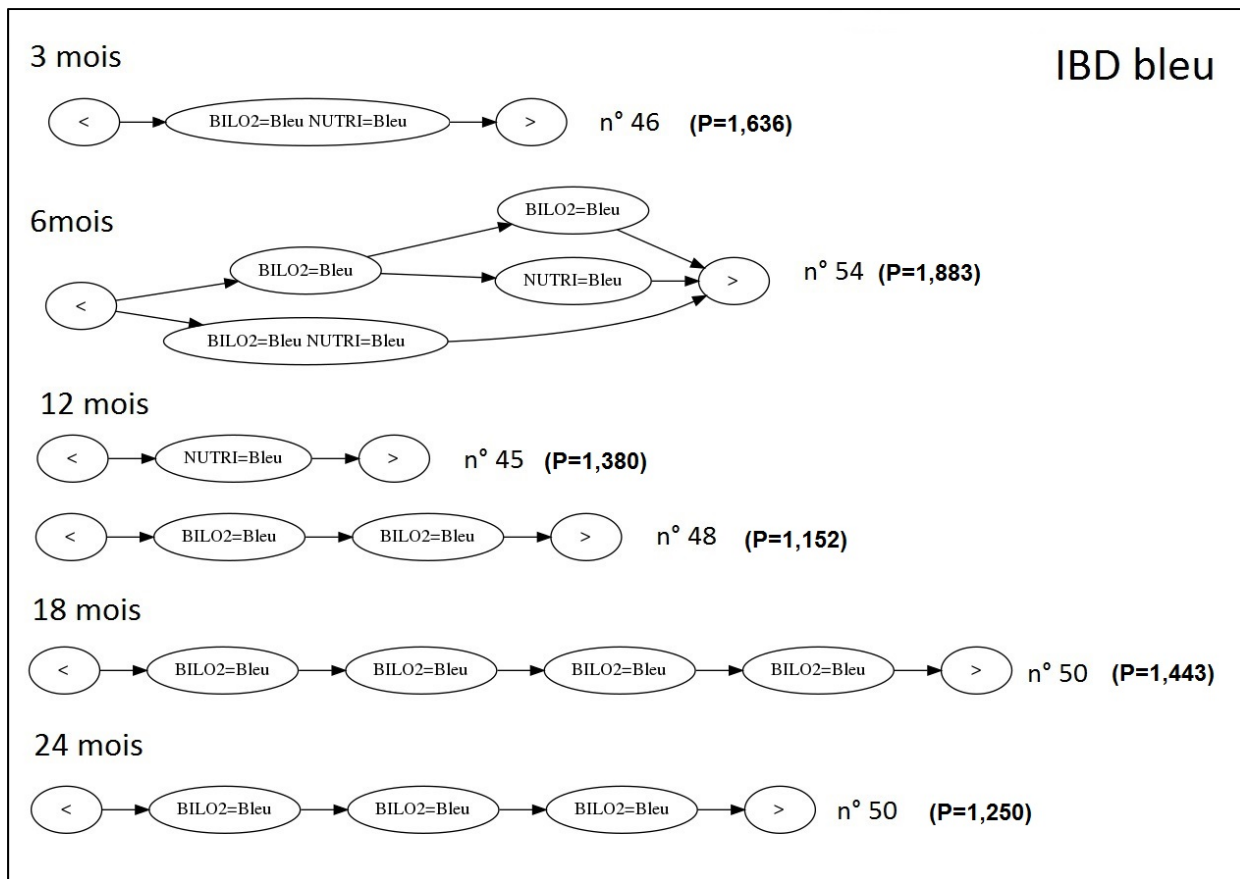 3 mois
IBD bleu
< BILO2=Bleu NUTRI=Bleu > n° 46 (P=1,636)
6mois
BILO2=Bleu
BILO2=Bleu
NUTRI=Bleu
<
>
n° 54 (P=1,883)
BILO2=Bleu NUTRI=Bleu
12 mois
< NUTRI=Bleu > n° 45 (P=1,380)
< BILO2=Bleu BILO2=Bleu > n° 48 (P=1,152)
18 mois
< BILO2=Bleu BILO2=Bleu BILO2=Bleu BILO2=Bleu > n° 50 (P=1,443)
24 mois
< BILO2=Bleu BILO2=Bleu BILO2=Bleu > n° 50 (P=1,250)